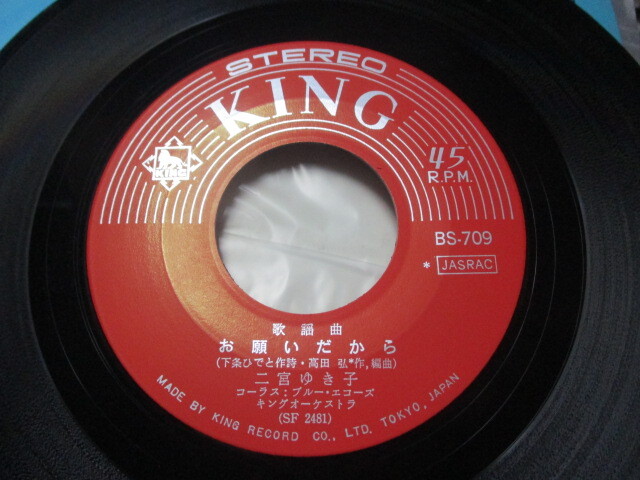 STEREO
KING
KING
45
R.P.M.
BS-709
* JASRAC
歌謡曲
お願いだから
(下条ひでと作詩・高田 弘*作,編曲)
二宮ゆき子
コーラス:ブルー・エコーズ
キングオーケストラ
(SF 2481)
MADE BY KING RECORD CO., LTD. TOKYO, JAPAN